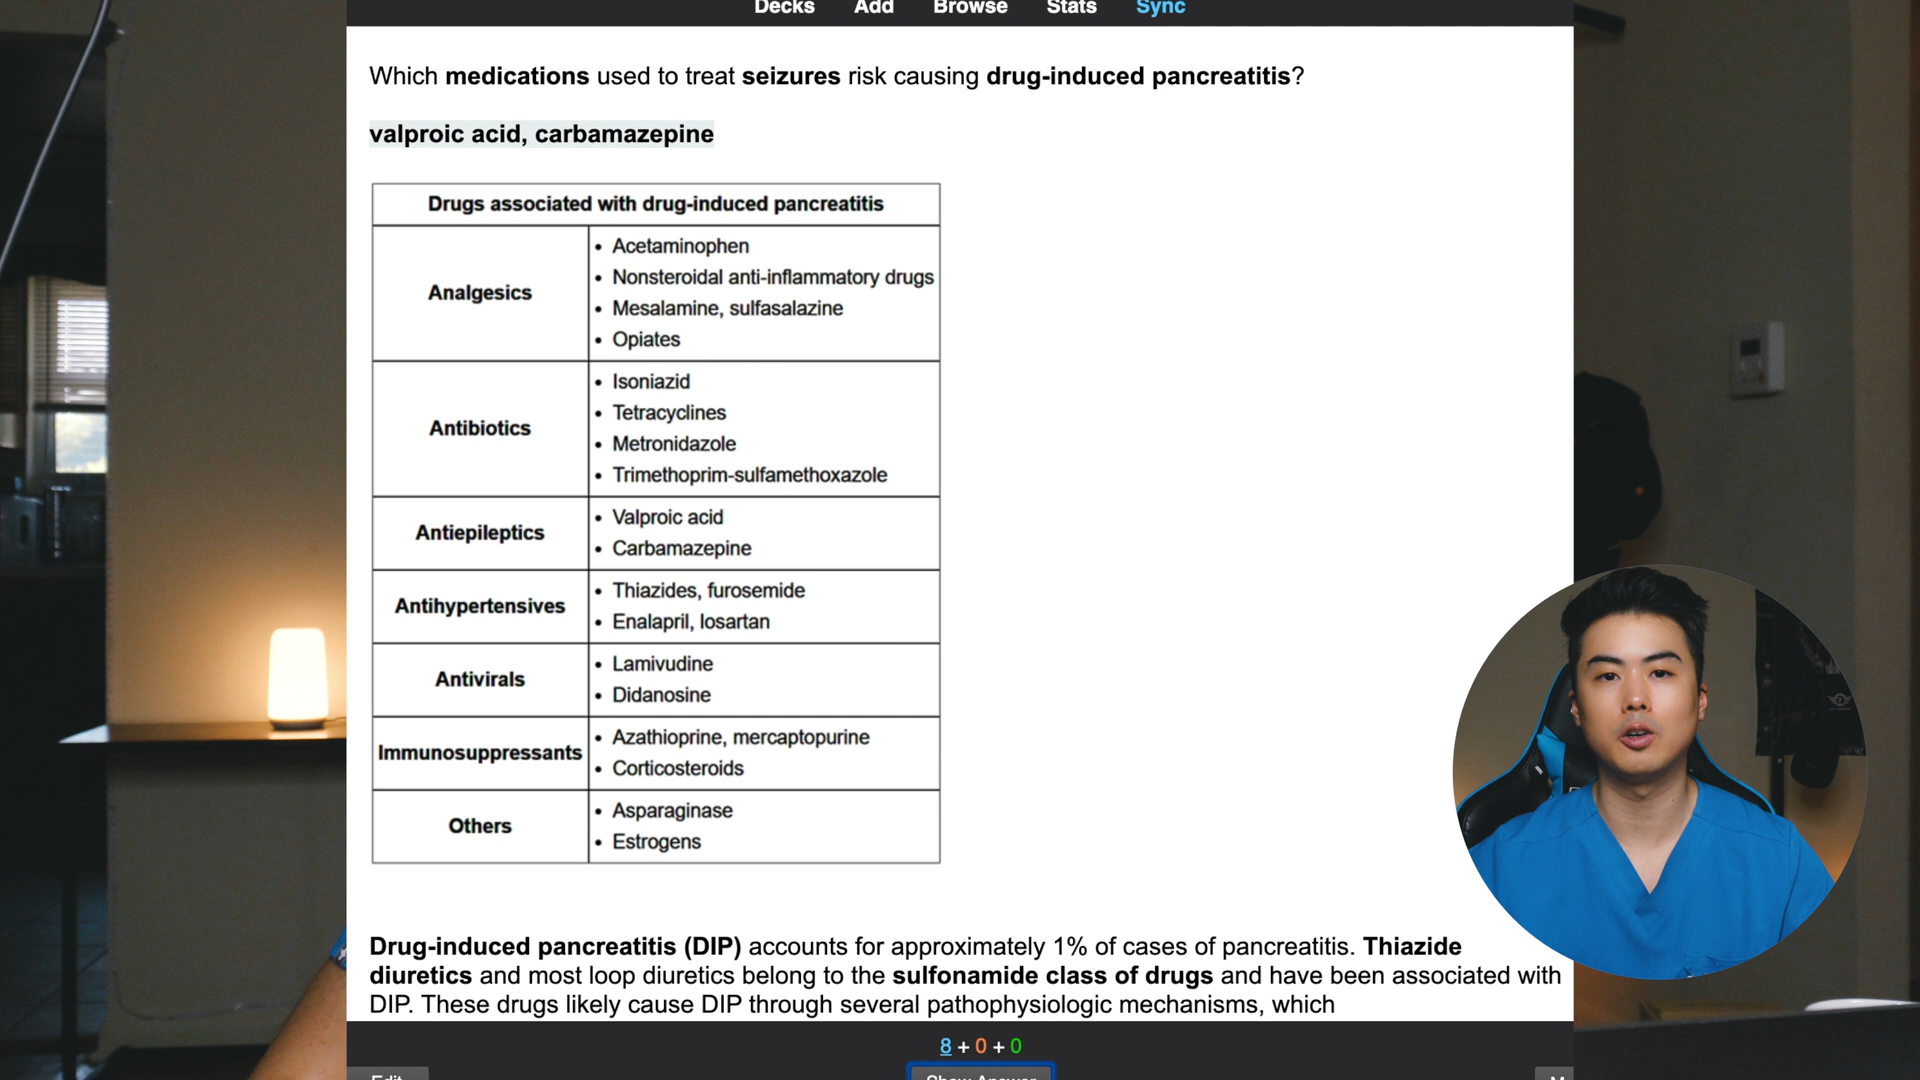 Decks Add Browse Stats Sync
Which medications used to treat seizures risk causing drug-induced pancreatitis?
valproic acid, carbamazepine
Drugs associated with drug-induced pancreatitis
Analgesics
• Acetaminophen
• Nonsteroidal anti-inflammatory drugs
• Mesalamine, sulfasalazine
• Opiates
Antibiotics
• Isoniazid
• Tetracyclines
• Metronidazole
• Trimethoprim-sulfamethoxazole
Antiepileptics
• Valproic acid
• Carbamazepine
Antihypertensives
• Thiazides, furosemide
• Enalapril, losartan
Antivirals
• Lamivudine
• Didanosine
Immunosuppressants
• Azathioprine, mercaptopurine
• Corticosteroids
Others
• Asparaginase
• Estrogens
Drug-induced pancreatitis (DIP) accounts for approximately 1% of cases of pancreatitis. Thiazide
diuretics and most loop diuretics belong to the sulfonamide class of drugs and have been associated with
DIP. These drugs likely cause DIP through several pathophysiologic mechanisms, which
8 + 0 + 0
Edit Show Answer